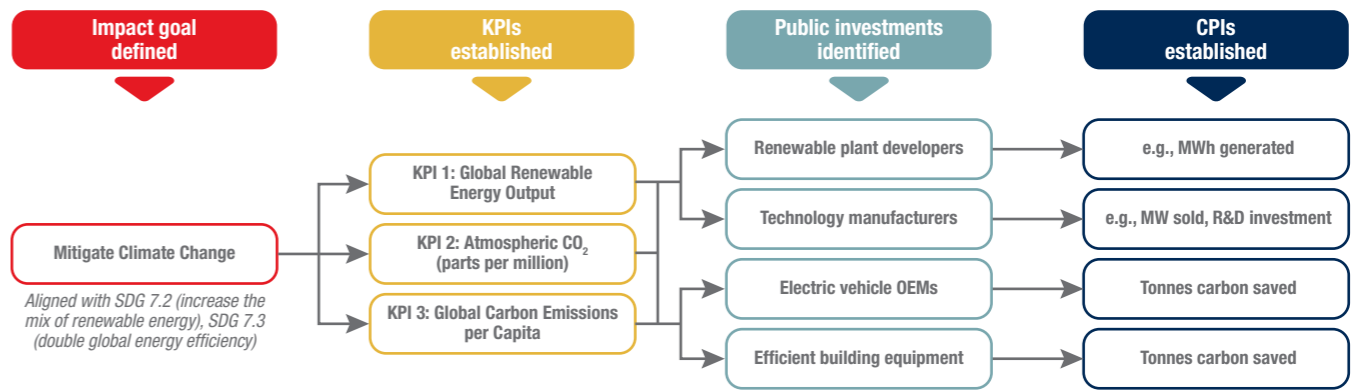 Impact goal
defined
KPIs
established
Public investments
identified
CPIs
established
Mitigate Climate Change
Aligned with SDG 7.2 (increase the
mix of renewable energy), SDG 7.3
(double global energy efficiency)
KPI 1: Global Renewable
Energy Output
KPI 2: Atmospheric CO₂
(parts per million)
KPI 3: Global Carbon Emissions
per Capita
Renewable plant developers
Technology manufacturers
Electric vehicle OEMs
Efficient building equipment
e.g., MWh generated
e.g., MW sold, R&D investment
Tonnes carbon saved
Tonnes carbon saved